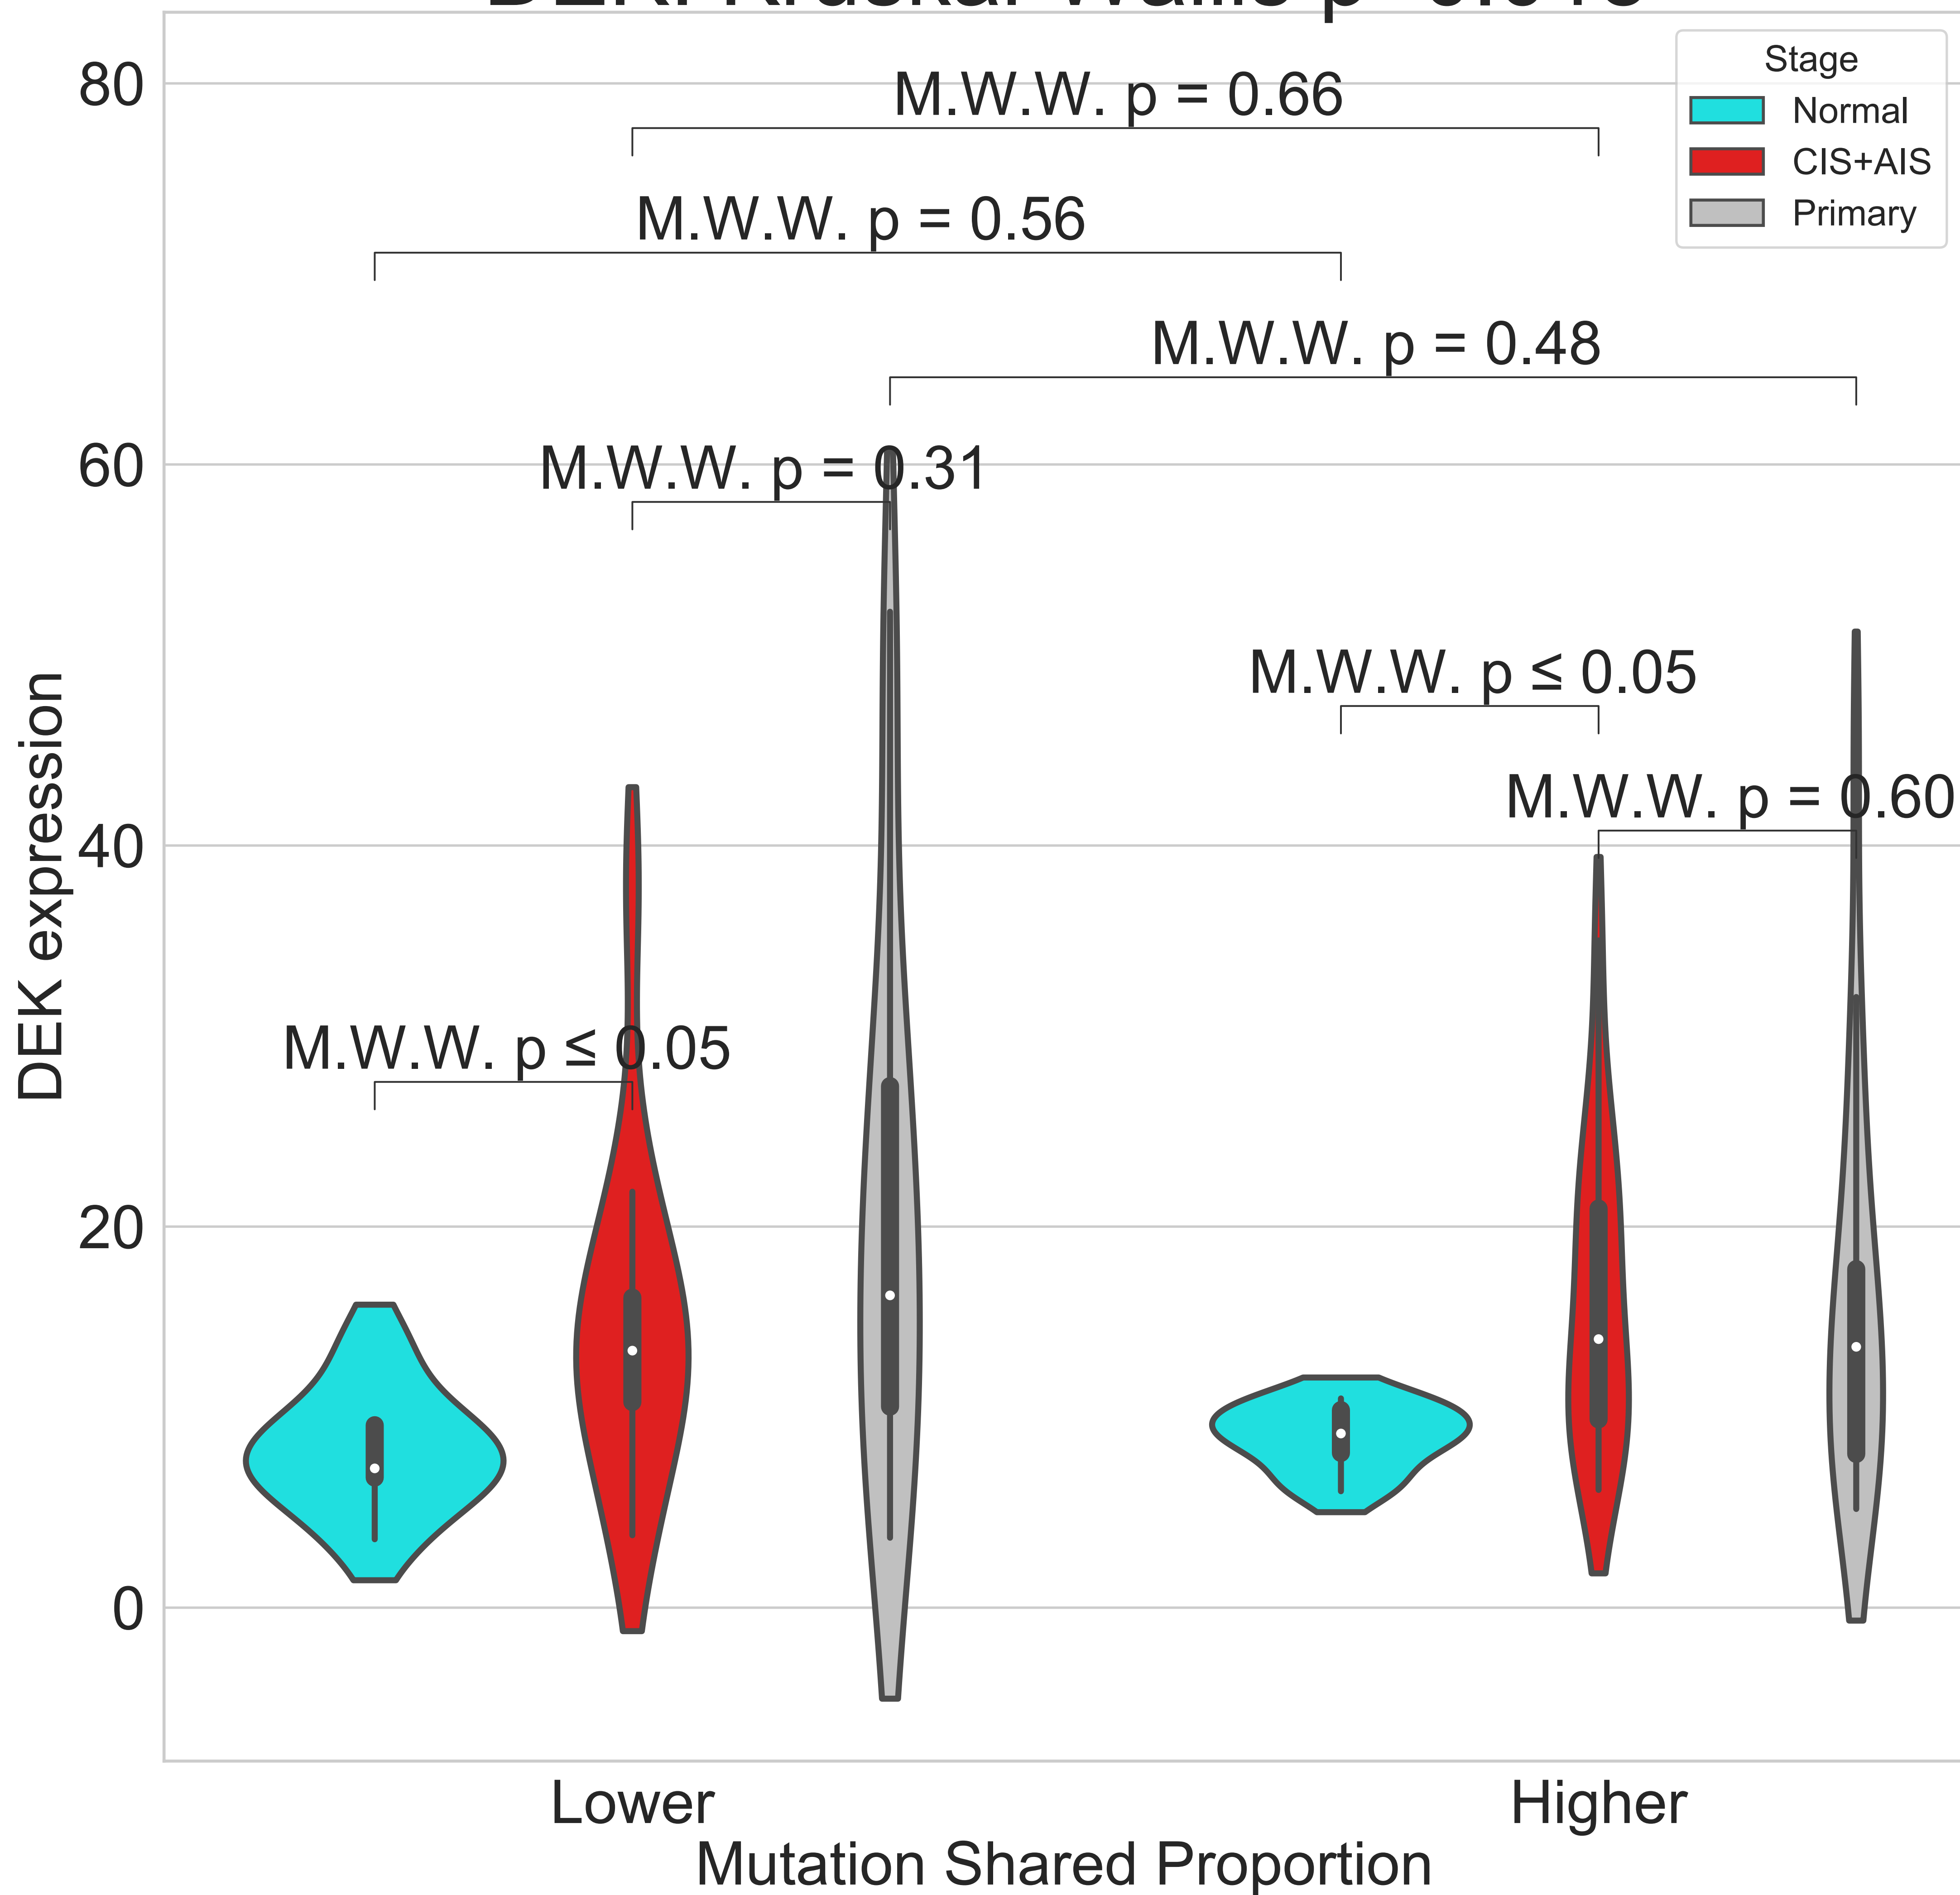 80
60
40
20
0
DEK expression
M.W.W. p = 0.66
M.W.W. p = 0.56
M.W.W. p = 0.48
M.W.W. p = 0.31
M.W.W. p ≤ 0.05
M.W.W. p = 0.60
M.W.W. p ≤ 0.05
Stage
Normal
CIS+AIS
Primary
Lower
Higher
Mutation Shared Proportion